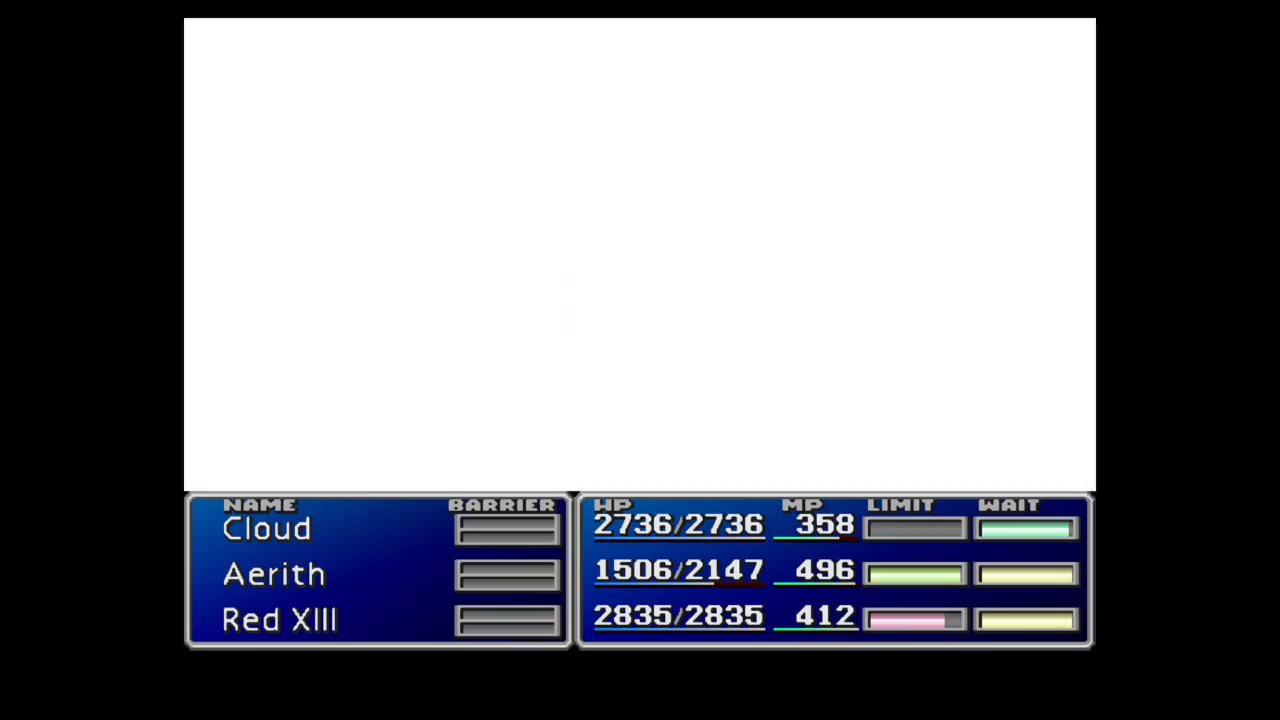 NAME BARRIER HP MP LIMIT WAIT
Cloud 2736/2736 358
Aerith 1506/2147 496
Red XIII 2835/2835 412